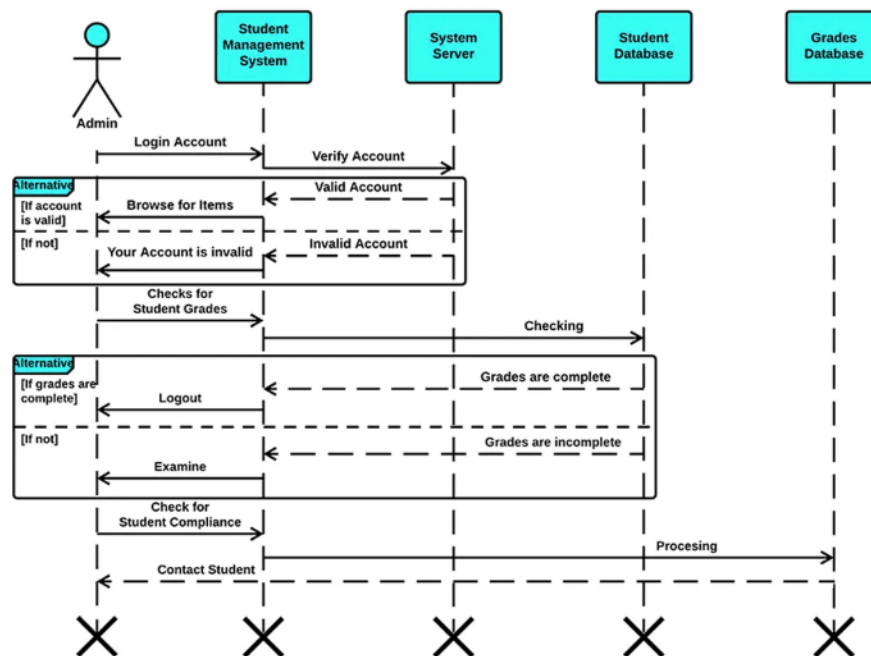 Student
Management
System
System
Server
Student
Database
Grades
Database
Admin
Login Account
Verify Account
Alternative
Valid Account
[If account
is valid]
Browse for Items
[If not]
Invalid Account
Your Account is invalid
Checks for
Student Grades
Checking
Alternative
Grades are complete
[If grades are
complete]
Logout
[If not]
Grades are incomplete
Examine
Check for
Student Compliance
Procesing
Contact Student